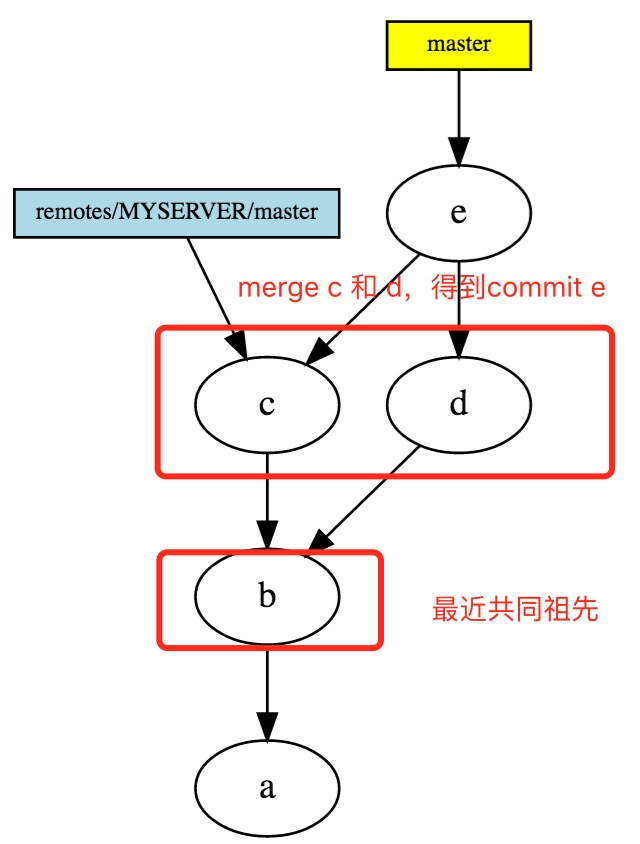 master
e
remotes/MYSERVER/master
merge c 和 d，得到commit e
c
d
b
最近共同祖先
a